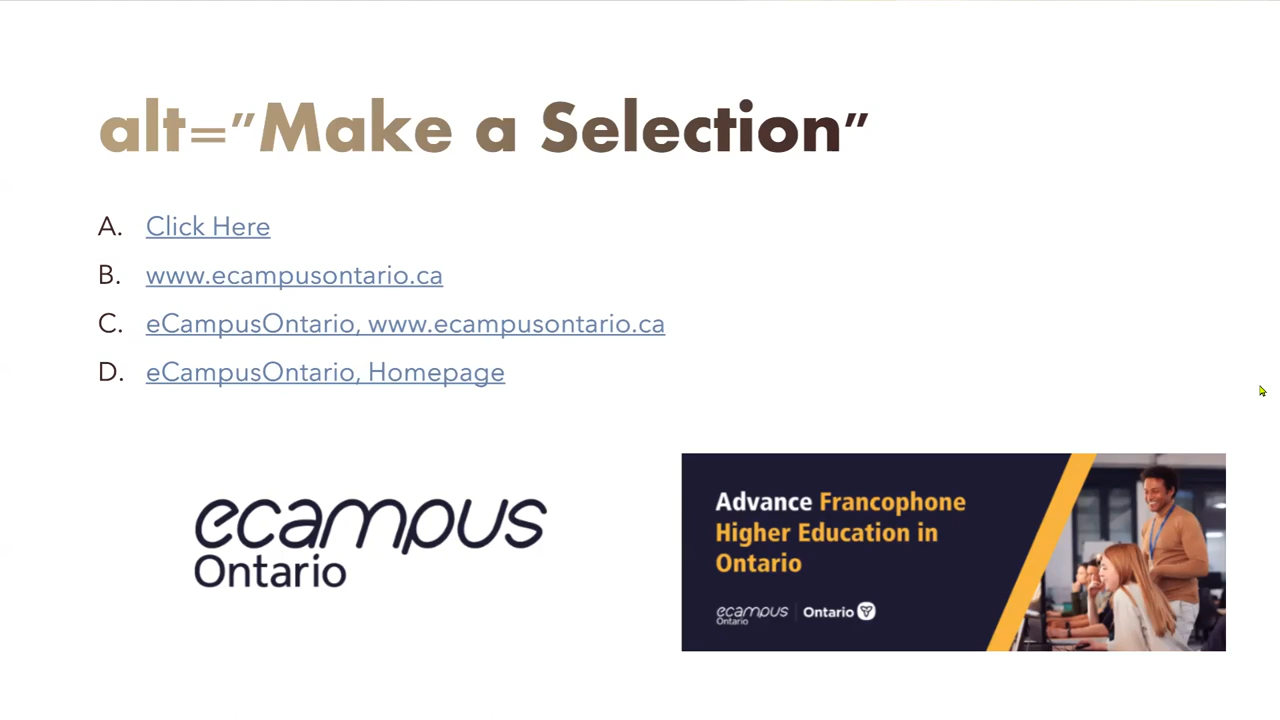 alt=”Make a Selection”
A. Click Here
B. www.ecampusontario.ca
C. eCampusOntario, www.ecampusontario.ca
D. eCampusOntario, Homepage
ecampus
Ontario
Advance Francophone
Higher Education in
Ontario
ecampus
Ontario
Ontario